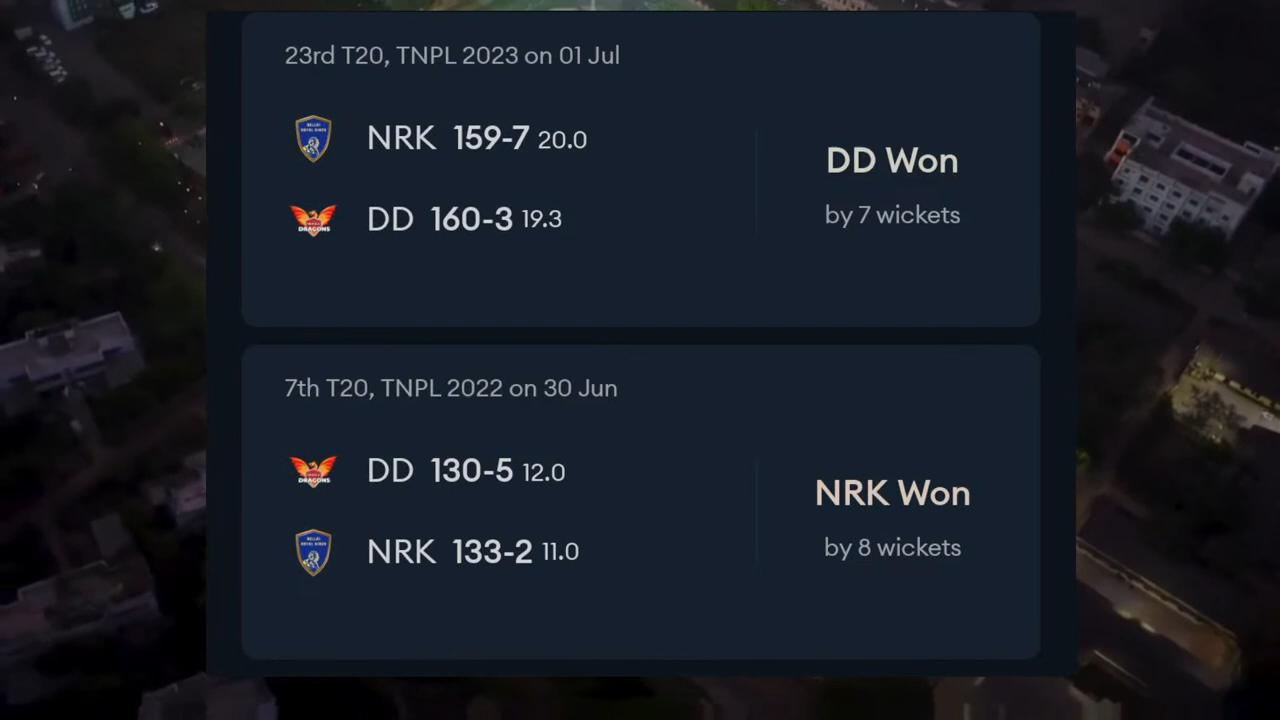 23rd T20, TNPL 2023 on 01 Jul
NRK 159-7 20.0
DD 160-3 19.3
DD Won
by 7 wickets
7th T20, TNPL 2022 on 30 Jun
DRAGONS
DD 130-5 12.0
NRK 133-2 11.0
NRK Won
by 8 wickets